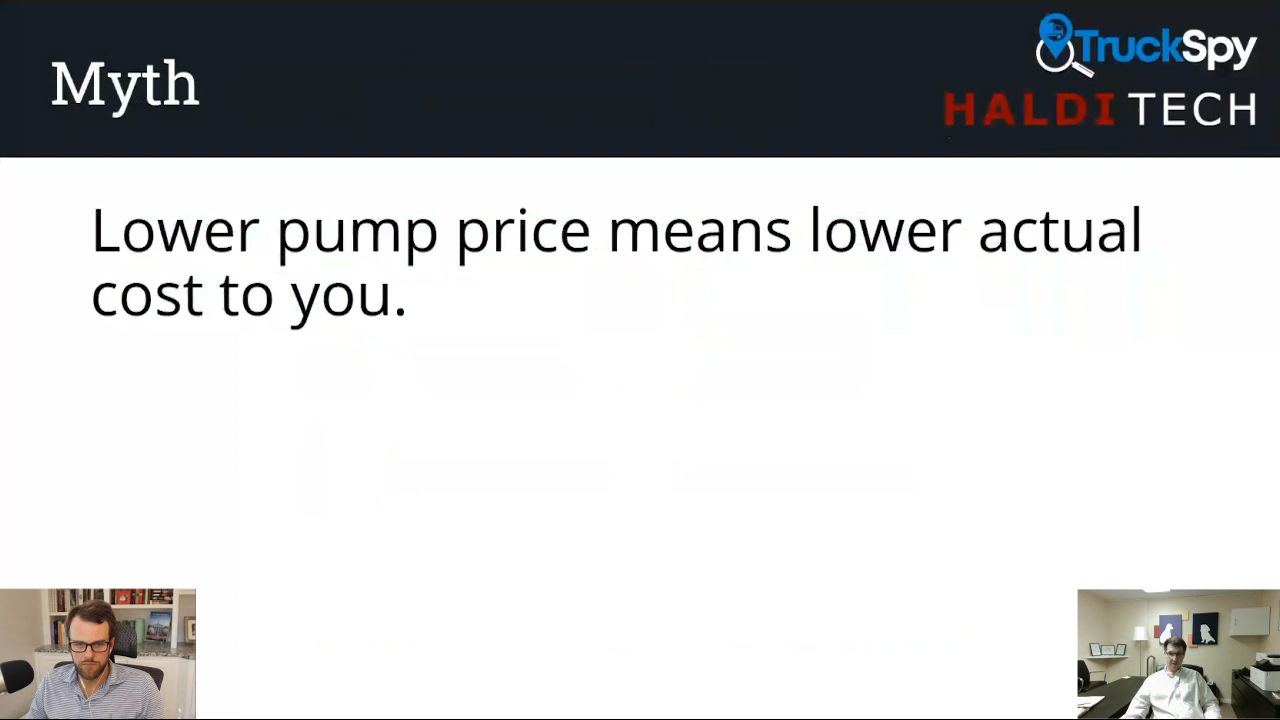 Myth
TruckSpy
HALDI TECH
Lower pump price means lower actual
cost to you.